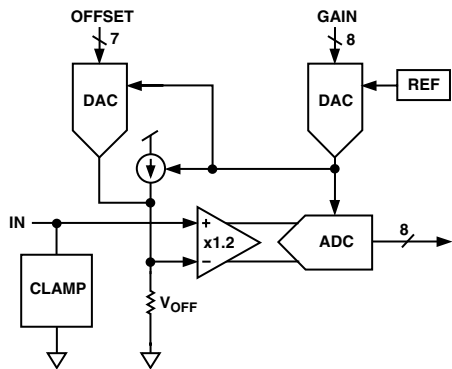 OFFSET
GAIN
7
8
DAC
DAC
REF
IN
+
x1.2
−
ADC
8
CLAMP
VOFF